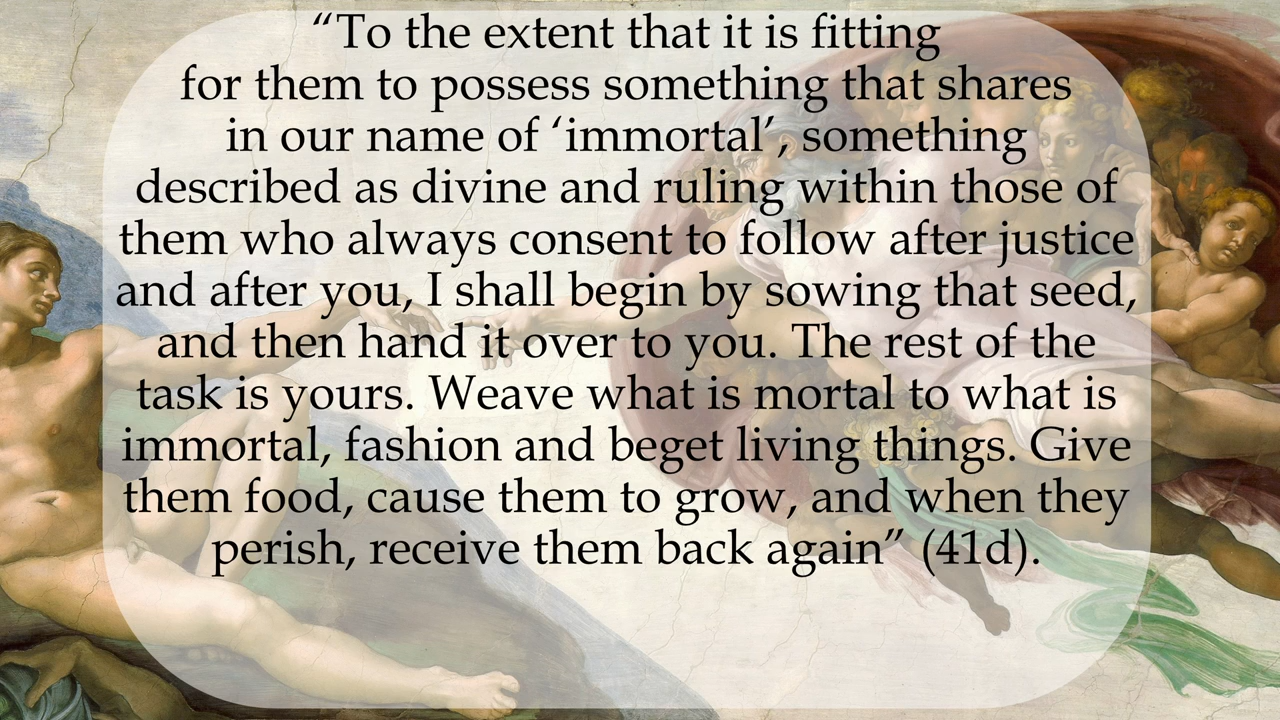 “To the extent that it is fitting
for them to possess something that shares
in our name of ‘immortal’, something
described as divine and ruling within those of
them who always consent to follow after justice
and after you, I shall begin by sowing that seed,
and then hand it over to you. The rest of the
task is yours. Weave what is mortal to what is
immortal, fashion and beget living things. Give
them food, cause them to grow, and when they
perish, receive them back again” (41d).